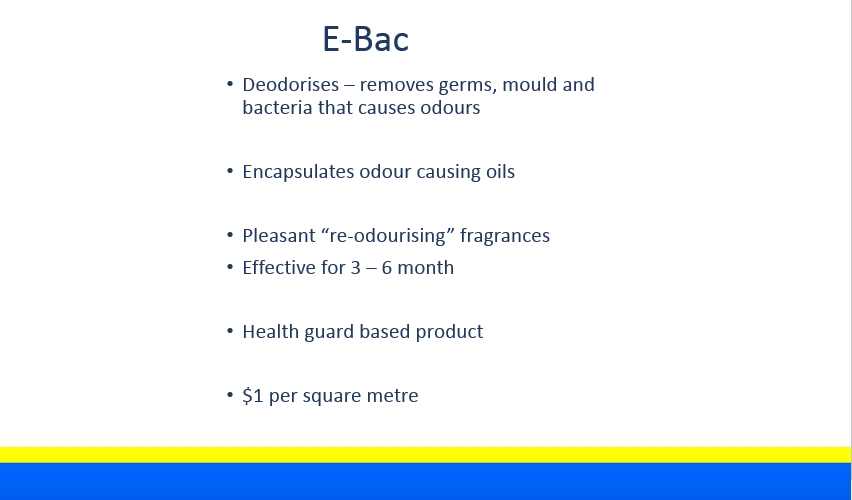 E-Bac
• Deodorises – removes germs, mould and
bacteria that causes odours
• Encapsulates odour causing oils
• Pleasant “re-odourising” fragrances
• Effective for 3 – 6 month
• Health guard based product
• $1 per square metre